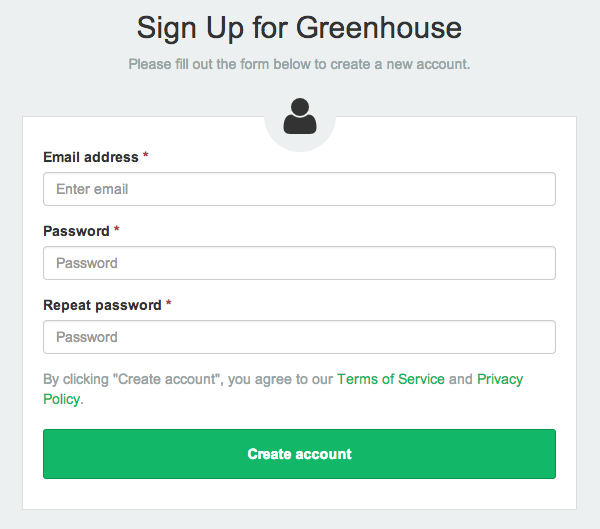 Sign Up for Greenhouse
Please fill out the form below to create a new account.
Email address *
Enter email
Password *
Password
Repeat password *
Password
By clicking "Create account", you agree to our Terms of Service and Privacy
Policy.
Create account